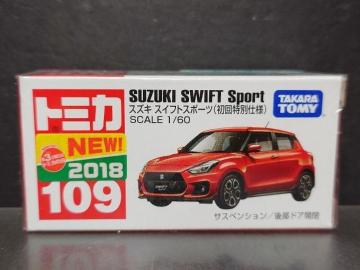 トミカ
NEW!
2018
109
SUZUKI SWIFT Sport
スズキ スイフトスポーツ(初回特別仕様)
SCALE 1/60
TAKARA
TOMY
サスペンション/後部ドア開閉